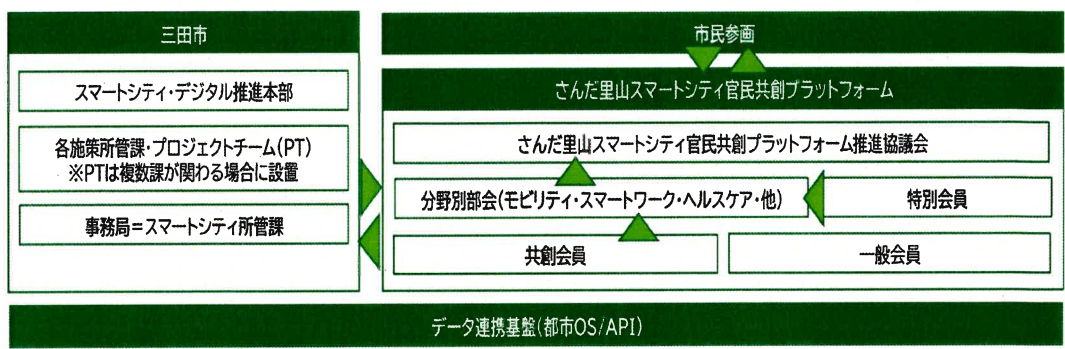 三田市
スマートシティ・デジタル推進本部
各施策所管課・プロジェクトチーム(PT)
※PTは複数課が関わる場合に設置
事務局＝スマートシティ所管課
市民参画
さんだ里山スマートシティ官民共創プラットフォーム
さんだ里山スマートシティ官民共創プラットフォーム推進協議会
分野別部会(モビリティ・スマートワーク・ヘルスケア・他)
特別会員
共創会員
一般会員
データ連携基盤(都市OS/API)